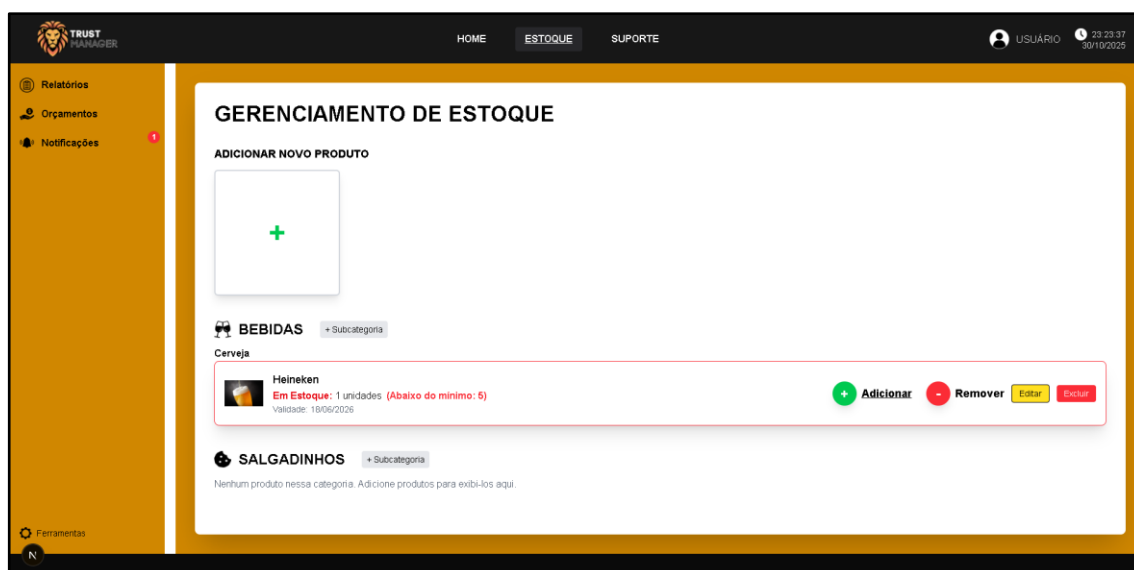 TRUST
MANAGER
HOME ESTOQUE SUPORTE
USUÁRIO
23:23:37
30/10/2025
Relatórios
Orçamentos
Notificações 1
GERENCIAMENTO DE ESTOQUE
ADICIONAR NOVO PRODUTO
+
BEBIDAS + Subcategoria
Cerveja
Heineken
Em Estoque: 1 unidades (Abaixo do mínimo: 5)
Validade: 18/06/2026
+ Adicionar - Remover Editar Excluir
SALGADINHOS + Subcategoria
Nenhum produto nessa categoria. Adicione produtos para exibi-los aqui.
Ferramentas
N